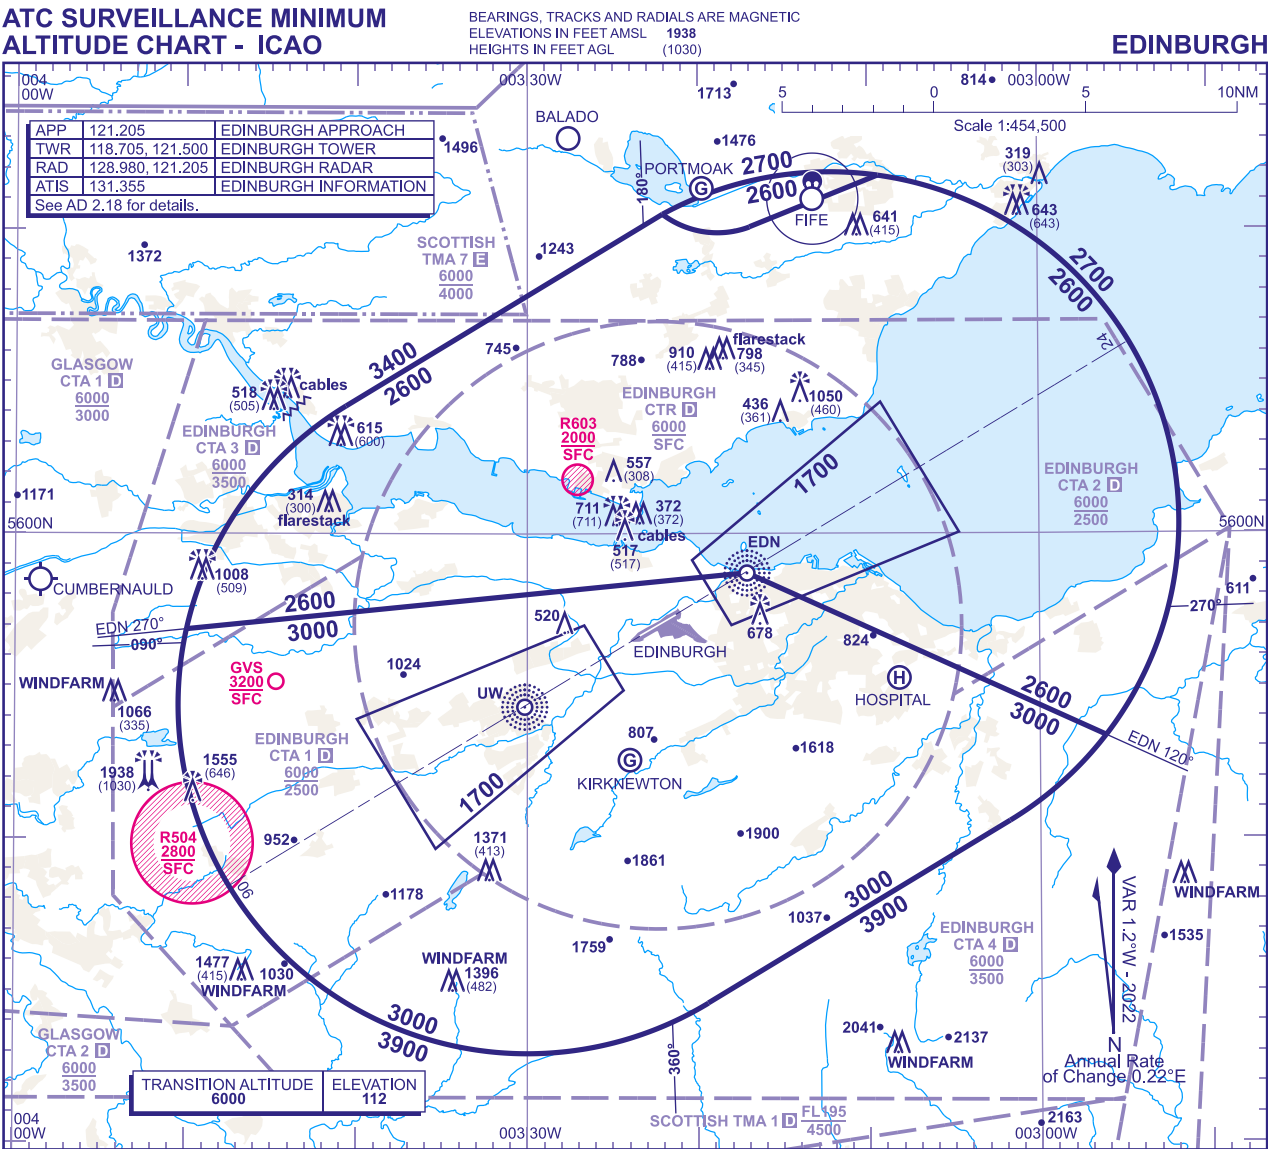 ATC SURVEILLANCE MINIMUM
ALTITUDE CHART - ICAO
BEARINGS, TRACKS AND RADIALS ARE MAGNETIC
ELEVATIONS IN FEET AMSL 1938
HEIGHTS IN FEET AGL (1030)
EDINBURGH
004
00W
003 30W
1713
814
003 00W
5 0 5 10NM
Scale 1:454,500
APP 121.205 EDINBURGH APPROACH
TWR 118.705, 121.500 EDINBURGH TOWER
RAD 128.980, 121.205 EDINBURGH RADAR
ATIS 131.355 EDINBURGH INFORMATION
See AD 2.18 for details.
1496
BALADO
1476
PORTMOAK
G
180°
2700
2600
FIFE
641
(415)
319
(303)
643
(643)
1372
SCOTTISH
TMA 7 E
6000
4000
1243
2700
2600
24
GLASGOW
CTA 1 D
6000
3000
3400
2600
745
788
910
(415)
flarestack
798
(345)
518
(505)
cables
615
(600)
EDINBURGH
CTR D
6000
SFC
436
(361)
1050
(460)
EDINBURGH
CTA 3 D
6000
3500
R603
2000
SFC
557
(308)
1700
EDINBURGH
CTA 2 D
6000
2500
1171
314
(300)
flarestack
711
(711)
372
(372)
cables
517
(517)
5600N
5600N
EDN
1008
(509)
CUMBERNAULD
611
2600
3000
EDN 270°
090°
270°
520
678
EDINBURGH
824
GVS
3200
SFC
1024
WINDFARM
1066
(335)
UW
H
HOSPITAL
2600
3000
EDN 120°
EDINBURGH
CTA 1 D
6000
2500
807
G
KIRKNEWTON
1618
1938
(1030)
1555
(646)
1700
R504
2800
SFC
952
06
1371
(413)
1900
1861
1178
3000
3900
1037
WINDFARM
VAR 1.2°W - 2022
N
Annual Rate
of Change 0.22°E
1535
1759
EDINBURGH
CTA 4 D
6000
3500
1477
(415)
1030
WINDFARM
WINDFARM
1396
(482)
3000
3900
2041
2137
WINDFARM
GLASGOW
CTA 2 D
6000
3500
360°
TRANSITION ALTITUDE
6000
ELEVATION
112
SCOTTISH TMA 1 D FL195
4500
2163
004
00W
003 30W
003 00W